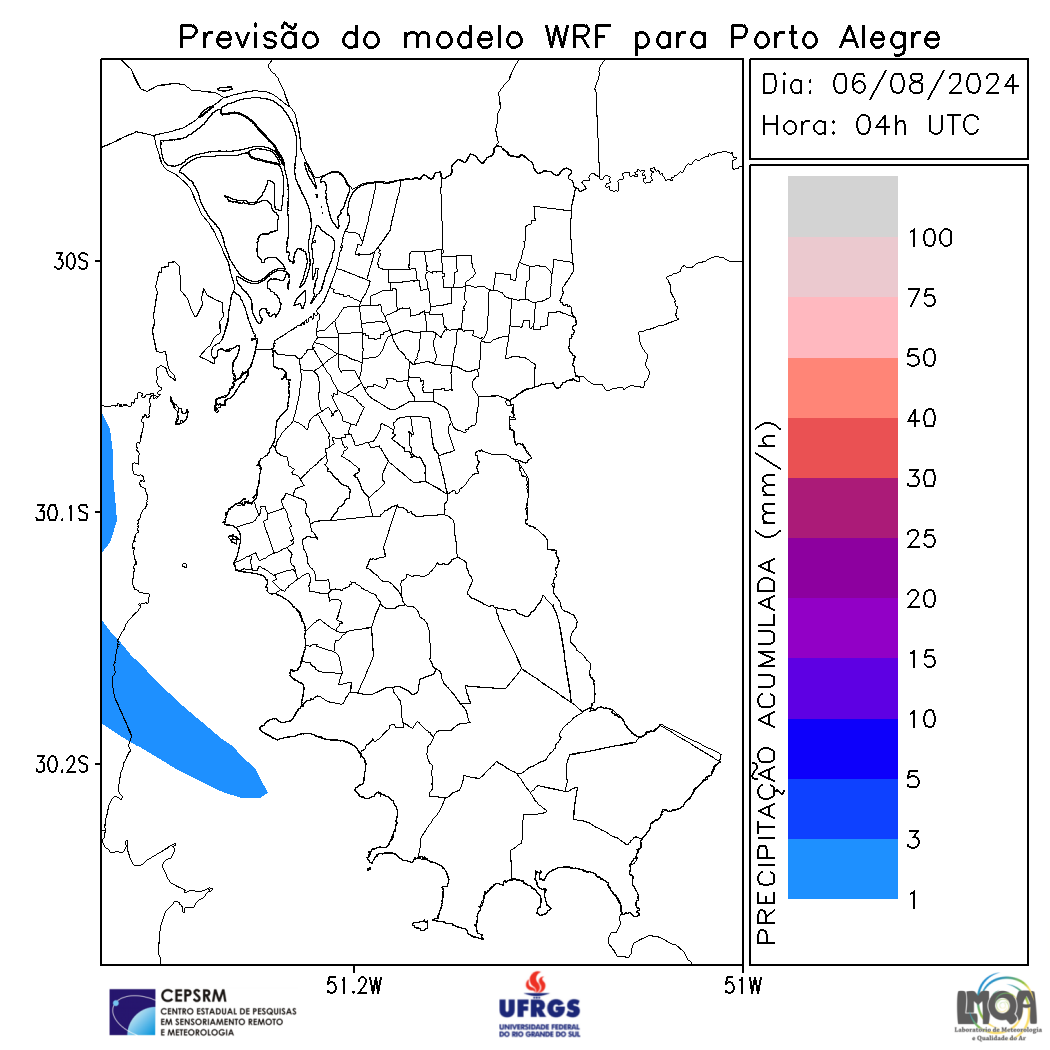 Previsão do modelo WRF para Porto Alegre
Dia: 06/08/2024
Hora: 04h UTC
30S
30.1S
30.2S
51.2W
51W
PRECIPITAÇÃO ACUMULADA (mm/h)
100
75
50
40
30
25
20
15
10
5
3
1
CEPSRM
CENTRO ESTADUAL DE PESQUISAS
EM SENSORIAMENTO REMOTO
E METEOROLOGIA
UFRGS
UNIVERSIDADE FEDERAL
DO RIO GRANDE DO SUL
LMQA
Laboratório de Meteorologia
e Qualidade do Ar